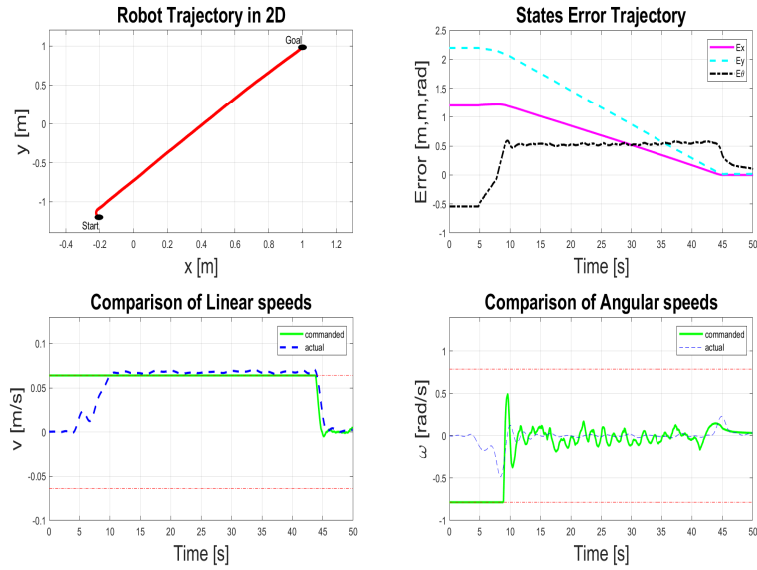 Robot Trajectory in 2D
Goal
1
0.5
0
-0.5
-1
Start
-0.4 -0.2 0 0.2 0.4 0.6 0.8 1 1.2
x [m]
y [m]
States Error Trajectory
Ex
Ey
Eθ
2.5
2
1.5
1
0.5
0
-0.5
-1
0 5 10 15 20 25 30 35 40 45 50
Time [s]
Error [m,m,rad]
Comparison of Linear speeds
commanded
actual
0.1
0.05
0
-0.05
-0.1
0 5 10 15 20 25 30 35 40 45 50
Time [s]
v [m/s]
Comparison of Angular speeds
commanded
actual
1
0.5
0
-0.5
-1
0 5 10 15 20 25 30 35 40 45 50
Time [s]
ω [rad/s]